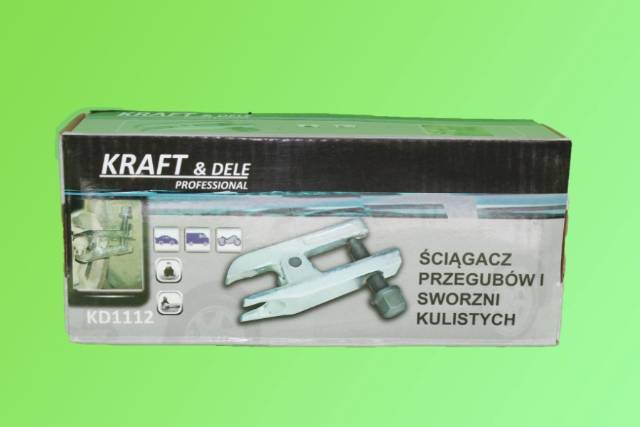 KRAFT & DELE
PROFESSIONAL
ŚCIĄGACZ
PRZEGUBÓW I
SWORZNI
KULISTYCH
KD1112